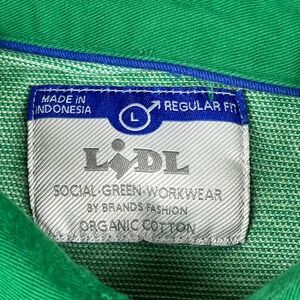 MADE IN
INDONESIA
L
REGULAR FIT
LIDL
SOCIAL·GREEN·WORKWEAR
BY BRANDS FASHION
ORGANIC COTTON